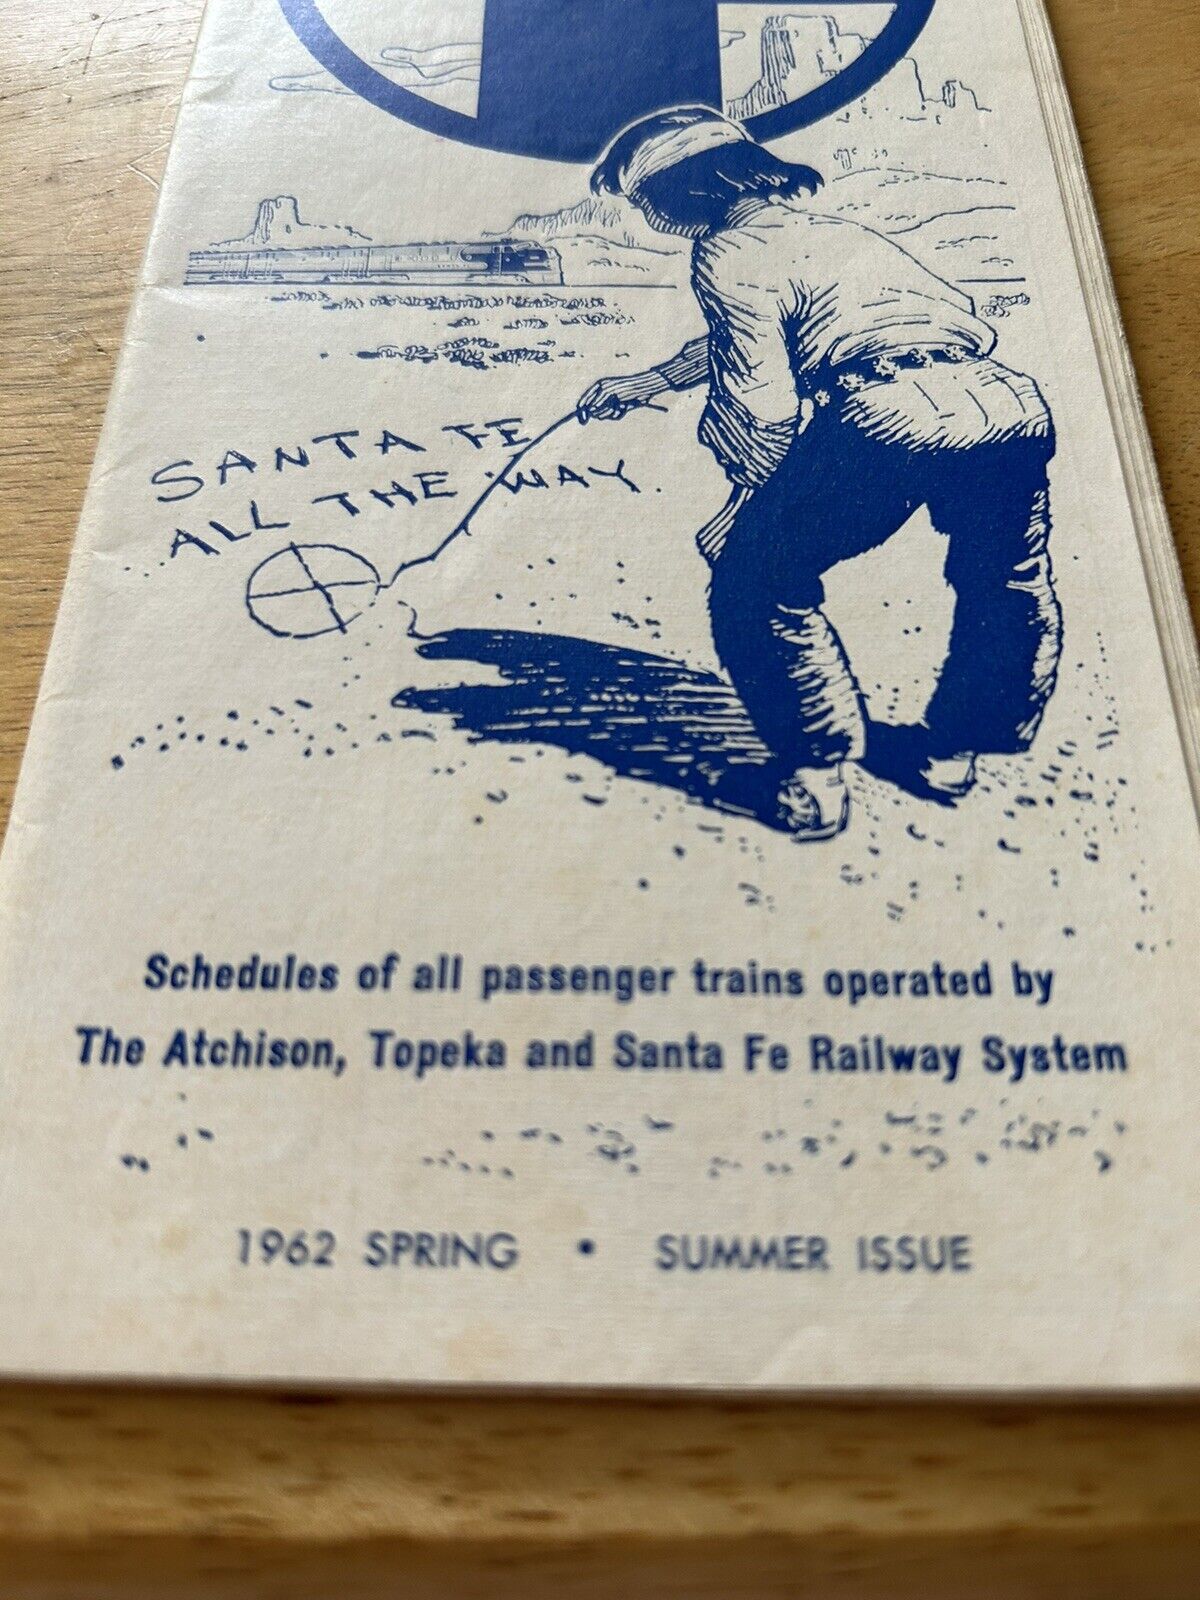 SANTA FE
ALL THE WAY.
Schedules of all passenger trains operated by
The Atchison, Topeka and Santa Fe Railway System
1962 SPRING • SUMMER ISSUE